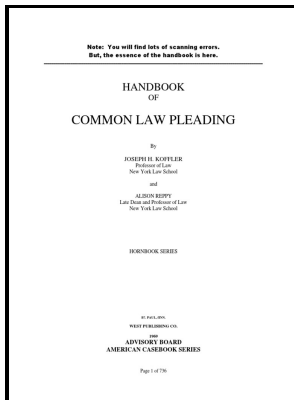 Note: You will find lots of scanning errors.
But, the essence of the handbook is here.
HANDBOOK
OF
COMMON LAW PLEADING
By
JOSEPH H. KOFFLER
Professor of Law
New York Law School
and
ALISON REPPY
Late Dean and Professor of Law
New York Law School
HORNBOOK SERIES
ST. PAUL, MINN.
WEST PUBLISHING CO.
1969
ADVISORY BOARD
AMERICAN CASEBOOK SERIES
Page 1 of 736